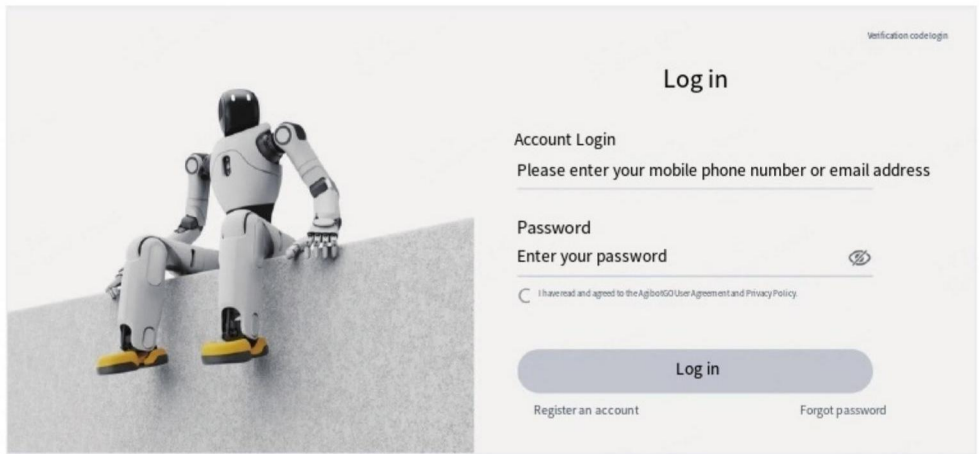 Verification code login
Log in
Account Login
Please enter your mobile phone number or email address
Password
Enter your password
I have read and agreed to the AgibotGO User Agreement and Privacy Policy.
Log in
Register an account
Forgot password